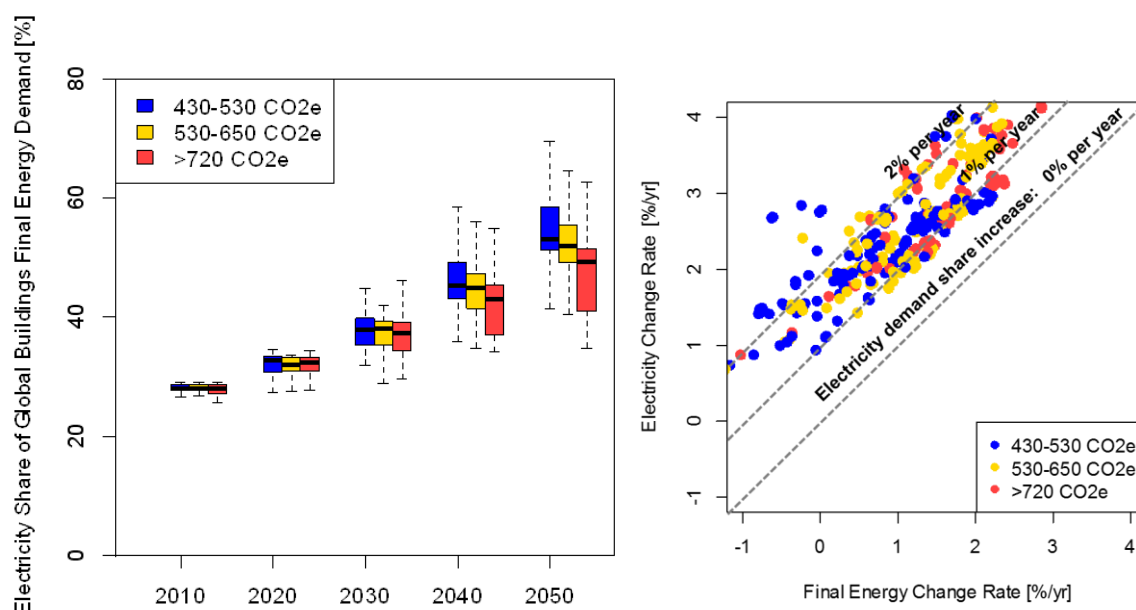 Electricity Share of Global Buildings Final Energy Demand [%]
80
60
40
20
0
430-530 CO2e
530-650 CO2e
>720 CO2e
2010
2020
2030
2040
2050
Electricity Change Rate [%/yr]
4
3
2
1
0
-1
2% per year
1% per year
Electricity demand share increase: 0% per year
430-530 CO2e
530-650 CO2e
>720 CO2e
-1
0
1
2
3
4
Final Energy Change Rate [%/yr]